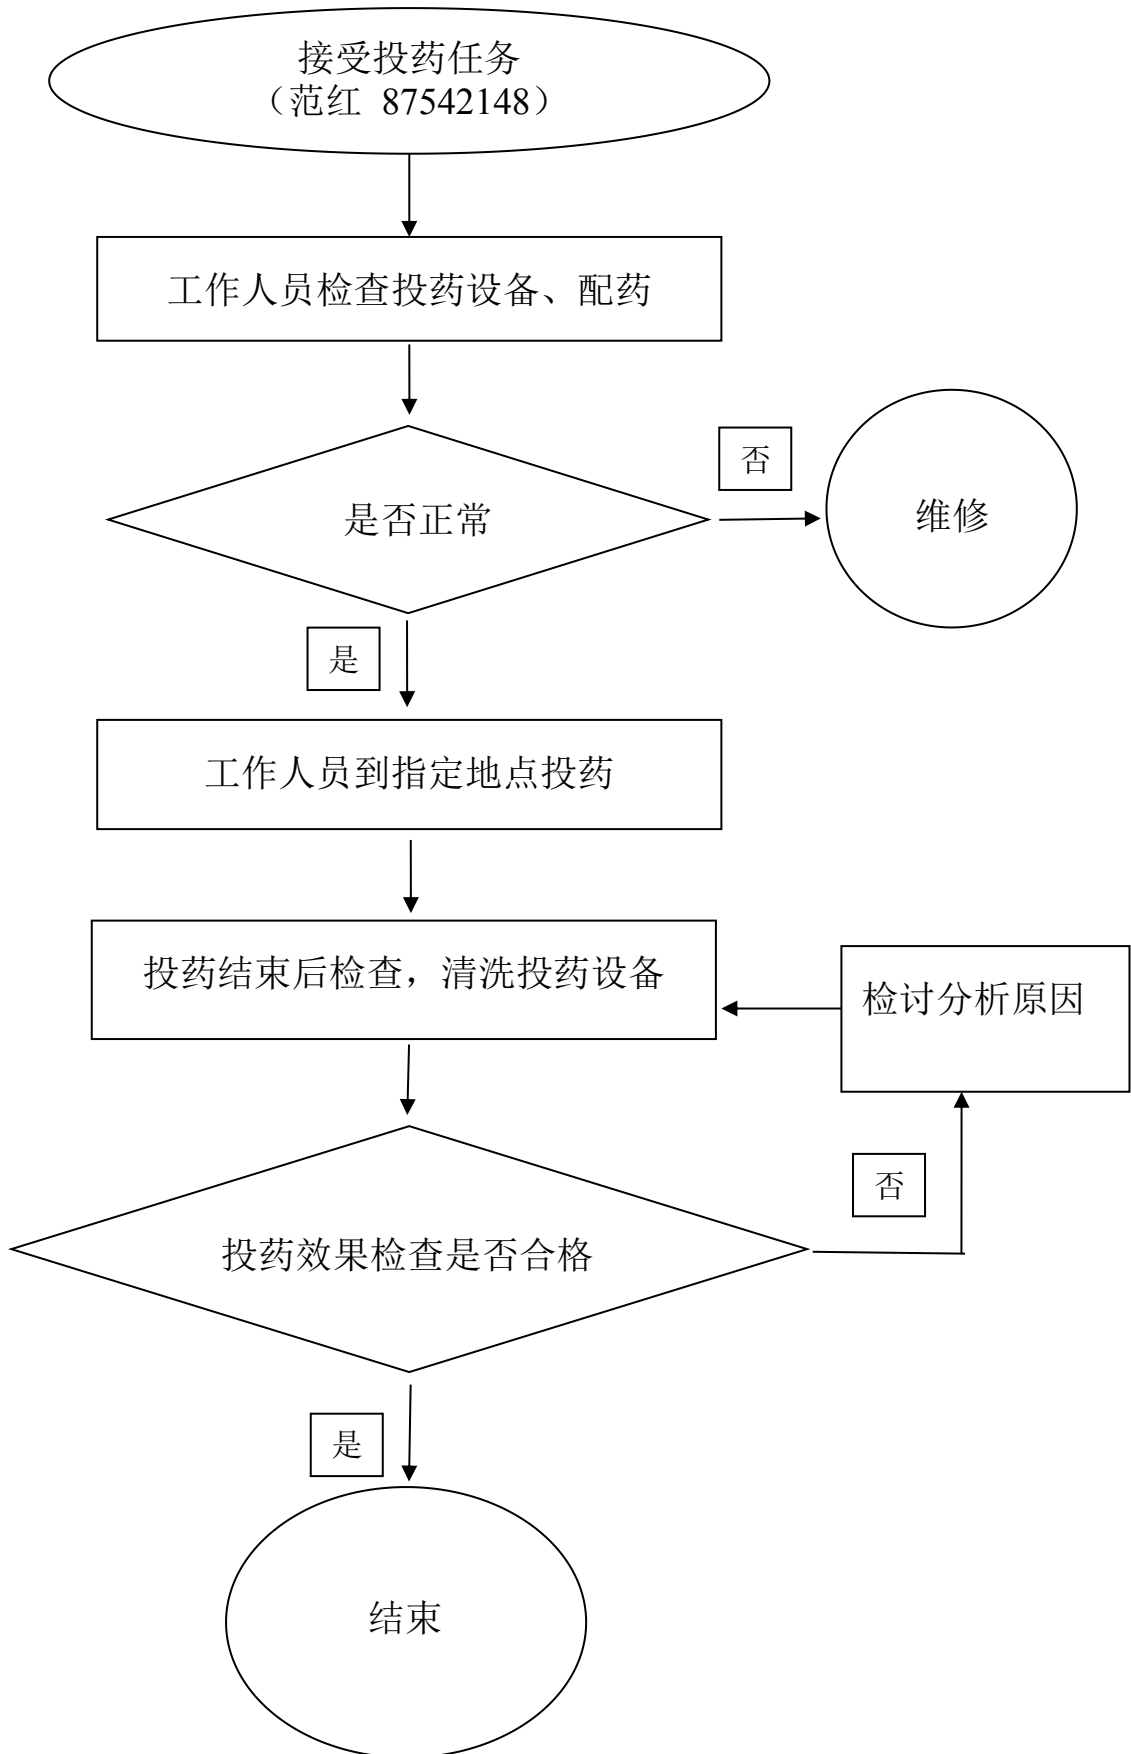 接受投药任务
（范红 87542148）
工作人员检查投药设备、配药
否
是否正常
维修
是
工作人员到指定地点投药
投药结束后检查，清洗投药设备
检讨分析原因
否
投药效果检查是否合格
是
结束